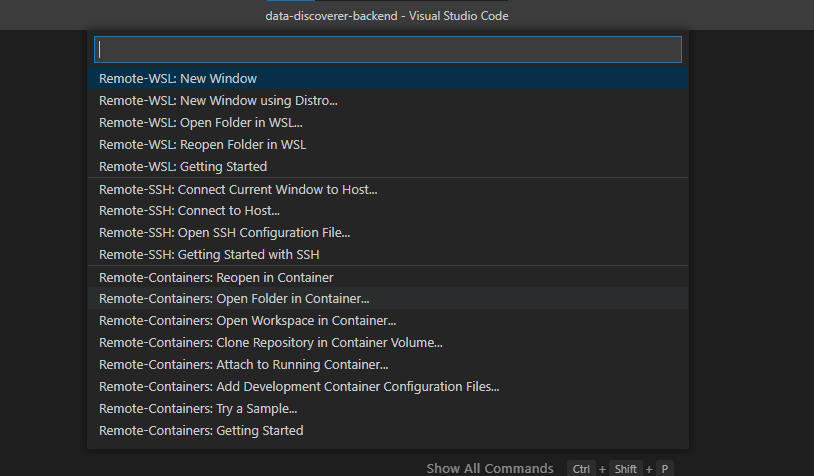 data-discoverer-backend - Visual Studio Code
Remote-WSL: New Window
Remote-WSL: New Window using Distro...
Remote-WSL: Open Folder in WSL...
Remote-WSL: Reopen Folder in WSL
Remote-WSL: Getting Started
Remote-SSH: Connect Current Window to Host...
Remote-SSH: Connect to Host...
Remote-SSH: Open SSH Configuration File...
Remote-SSH: Getting Started with SSH
Remote-Containers: Reopen in Container
Remote-Containers: Open Folder in Container...
Remote-Containers: Open Workspace in Container...
Remote-Containers: Clone Repository in Container Volume...
Remote-Containers: Attach to Running Container...
Remote-Containers: Add Development Container Configuration Files...
Remote-Containers: Try a Sample...
Remote-Containers: Getting Started
Show All Commands Ctrl + Shift + P